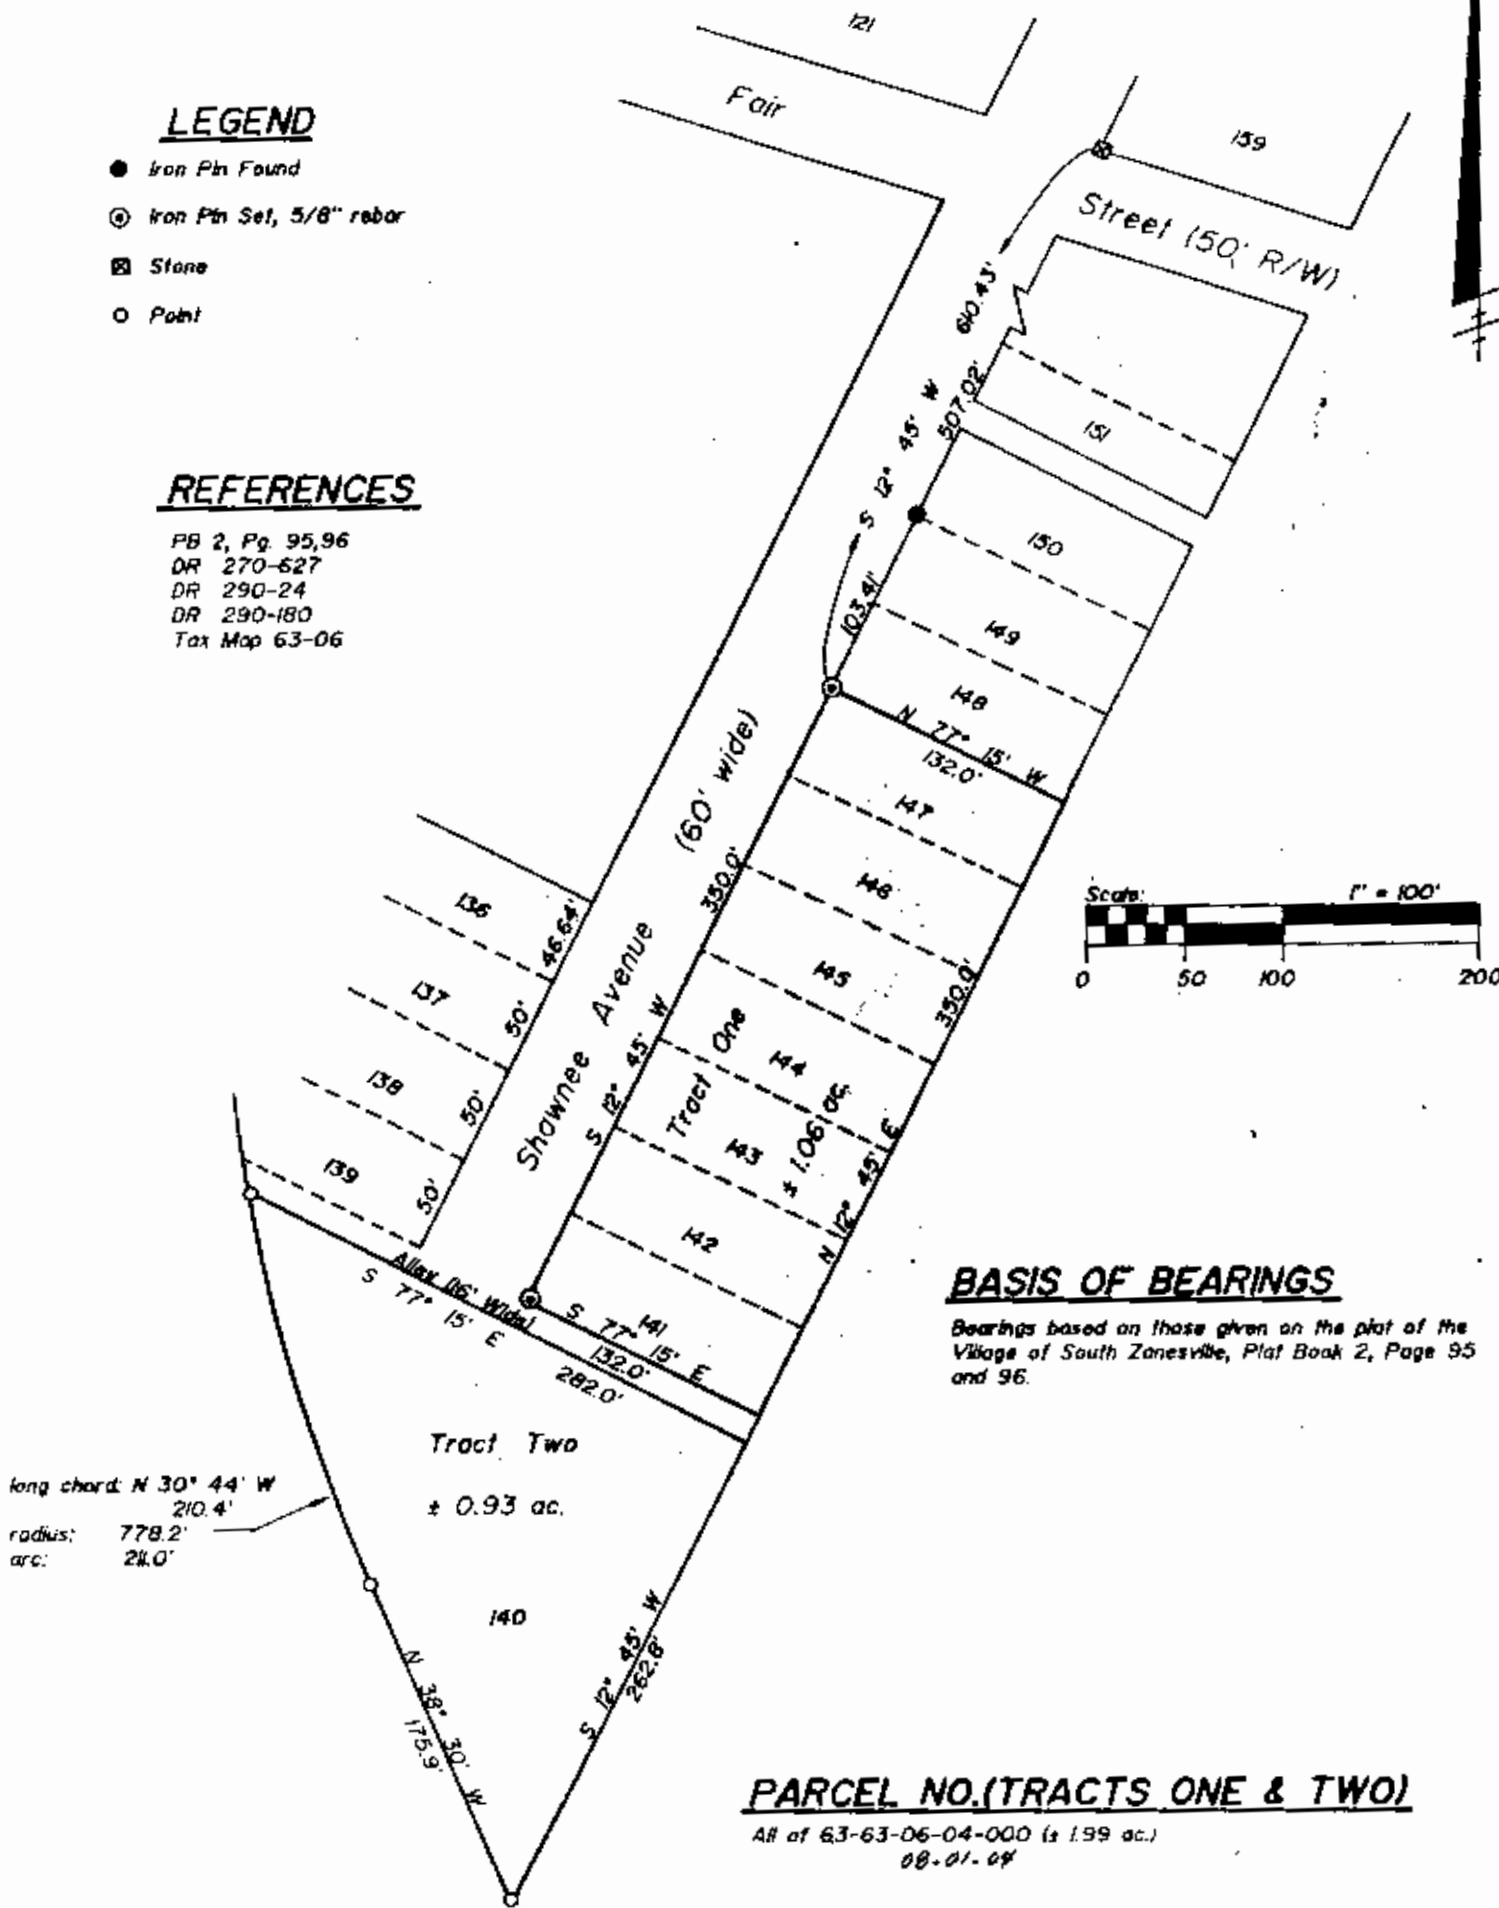 121
Fair
LEGEND
Iron Pin Found
Iron Pin Set, 5/8" rebar
Stone
Point
159
Street (50' R/W)
610.43'
S 12° 45' W
507.02'
151
REFERENCES
PB 2, Pg. 95,96
DR 270-627
DR 290-24
DR 290-180
Tax Map 63-06
150
103.41'
149
148
N 77° 15' W
132.0'
147
Shawnee Avenue (60' wide)
350.0'
S 12° 45' W
146
145
144
143
142
141
Tract One
± 1.06 ac.
350.0'
N 12° 45' E
Scale: 1" = 100'
0 50 100 200
136
46.64'
137
50'
138
50'
139
50'
Alley (16' Wide)
S 77° 15' E
282.0'
S 77° 15' E
132.0'
BASIS OF BEARINGS
Bearings based on those given on the plat of the
Village of South Zanesville, Plat Book 2, Page 95
and 96.
Tract Two
± 0.93 ac.
long chord: N 30° 44' W
210.4'
radius: 778.2'
arc: 211.0'
140
N 38° 30' W
175.9'
S 12° 45' W
262.8'
PARCEL NO.(TRACTS ONE & TWO)
All of 63-63-06-04-000 (± 1.99 ac.)